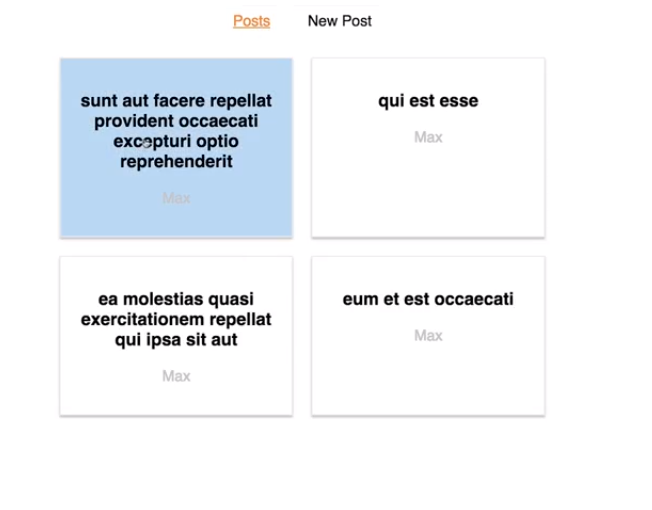 Posts New Post
sunt aut facere repellat
provident occaecati
excepturi optio
reprehenderit
Max
qui est esse
Max
ea molestias quasi
exercitationem repellat
qui ipsa sit aut
Max
eum et est occaecati
Max